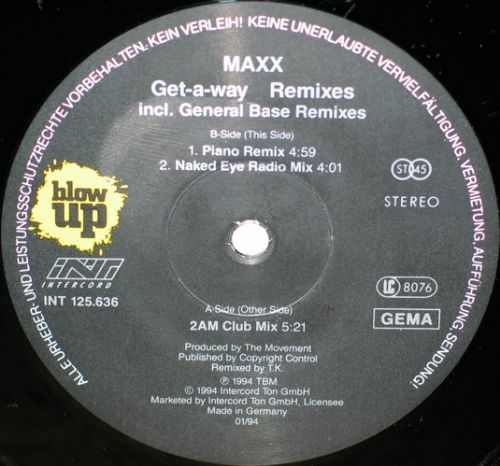 ALLE URHEBER- UND LEISTUNGSSCHUTZRECHTE VORBEHALTEN. KEIN VERLEIH! KEINE UNERLAUBTE VERVIELFÄLTIGUNG, VERMIETUNG, AUFFÜHRUNG, SENDUNG!
MAXX
Get-a-way Remixes
incl. General Base Remixes
B-Side (This Side)
1. Piano Remix 4:59
2. Naked Eye Radio Mix 4:01
ST 45
STEREO
blow
up
INT
INTERCORD
INT 125.636
LC 8076
GEMA
A-Side (Other Side)
2AM Club Mix 5:21
Produced by The Movement
Published by Copyright Control
Remixed by T.K.
℗ 1994 TBM
© 1994 Intercord Ton GmbH
Marketed by Intercord Ton GmbH, Licensee
Made in Germany
01/94